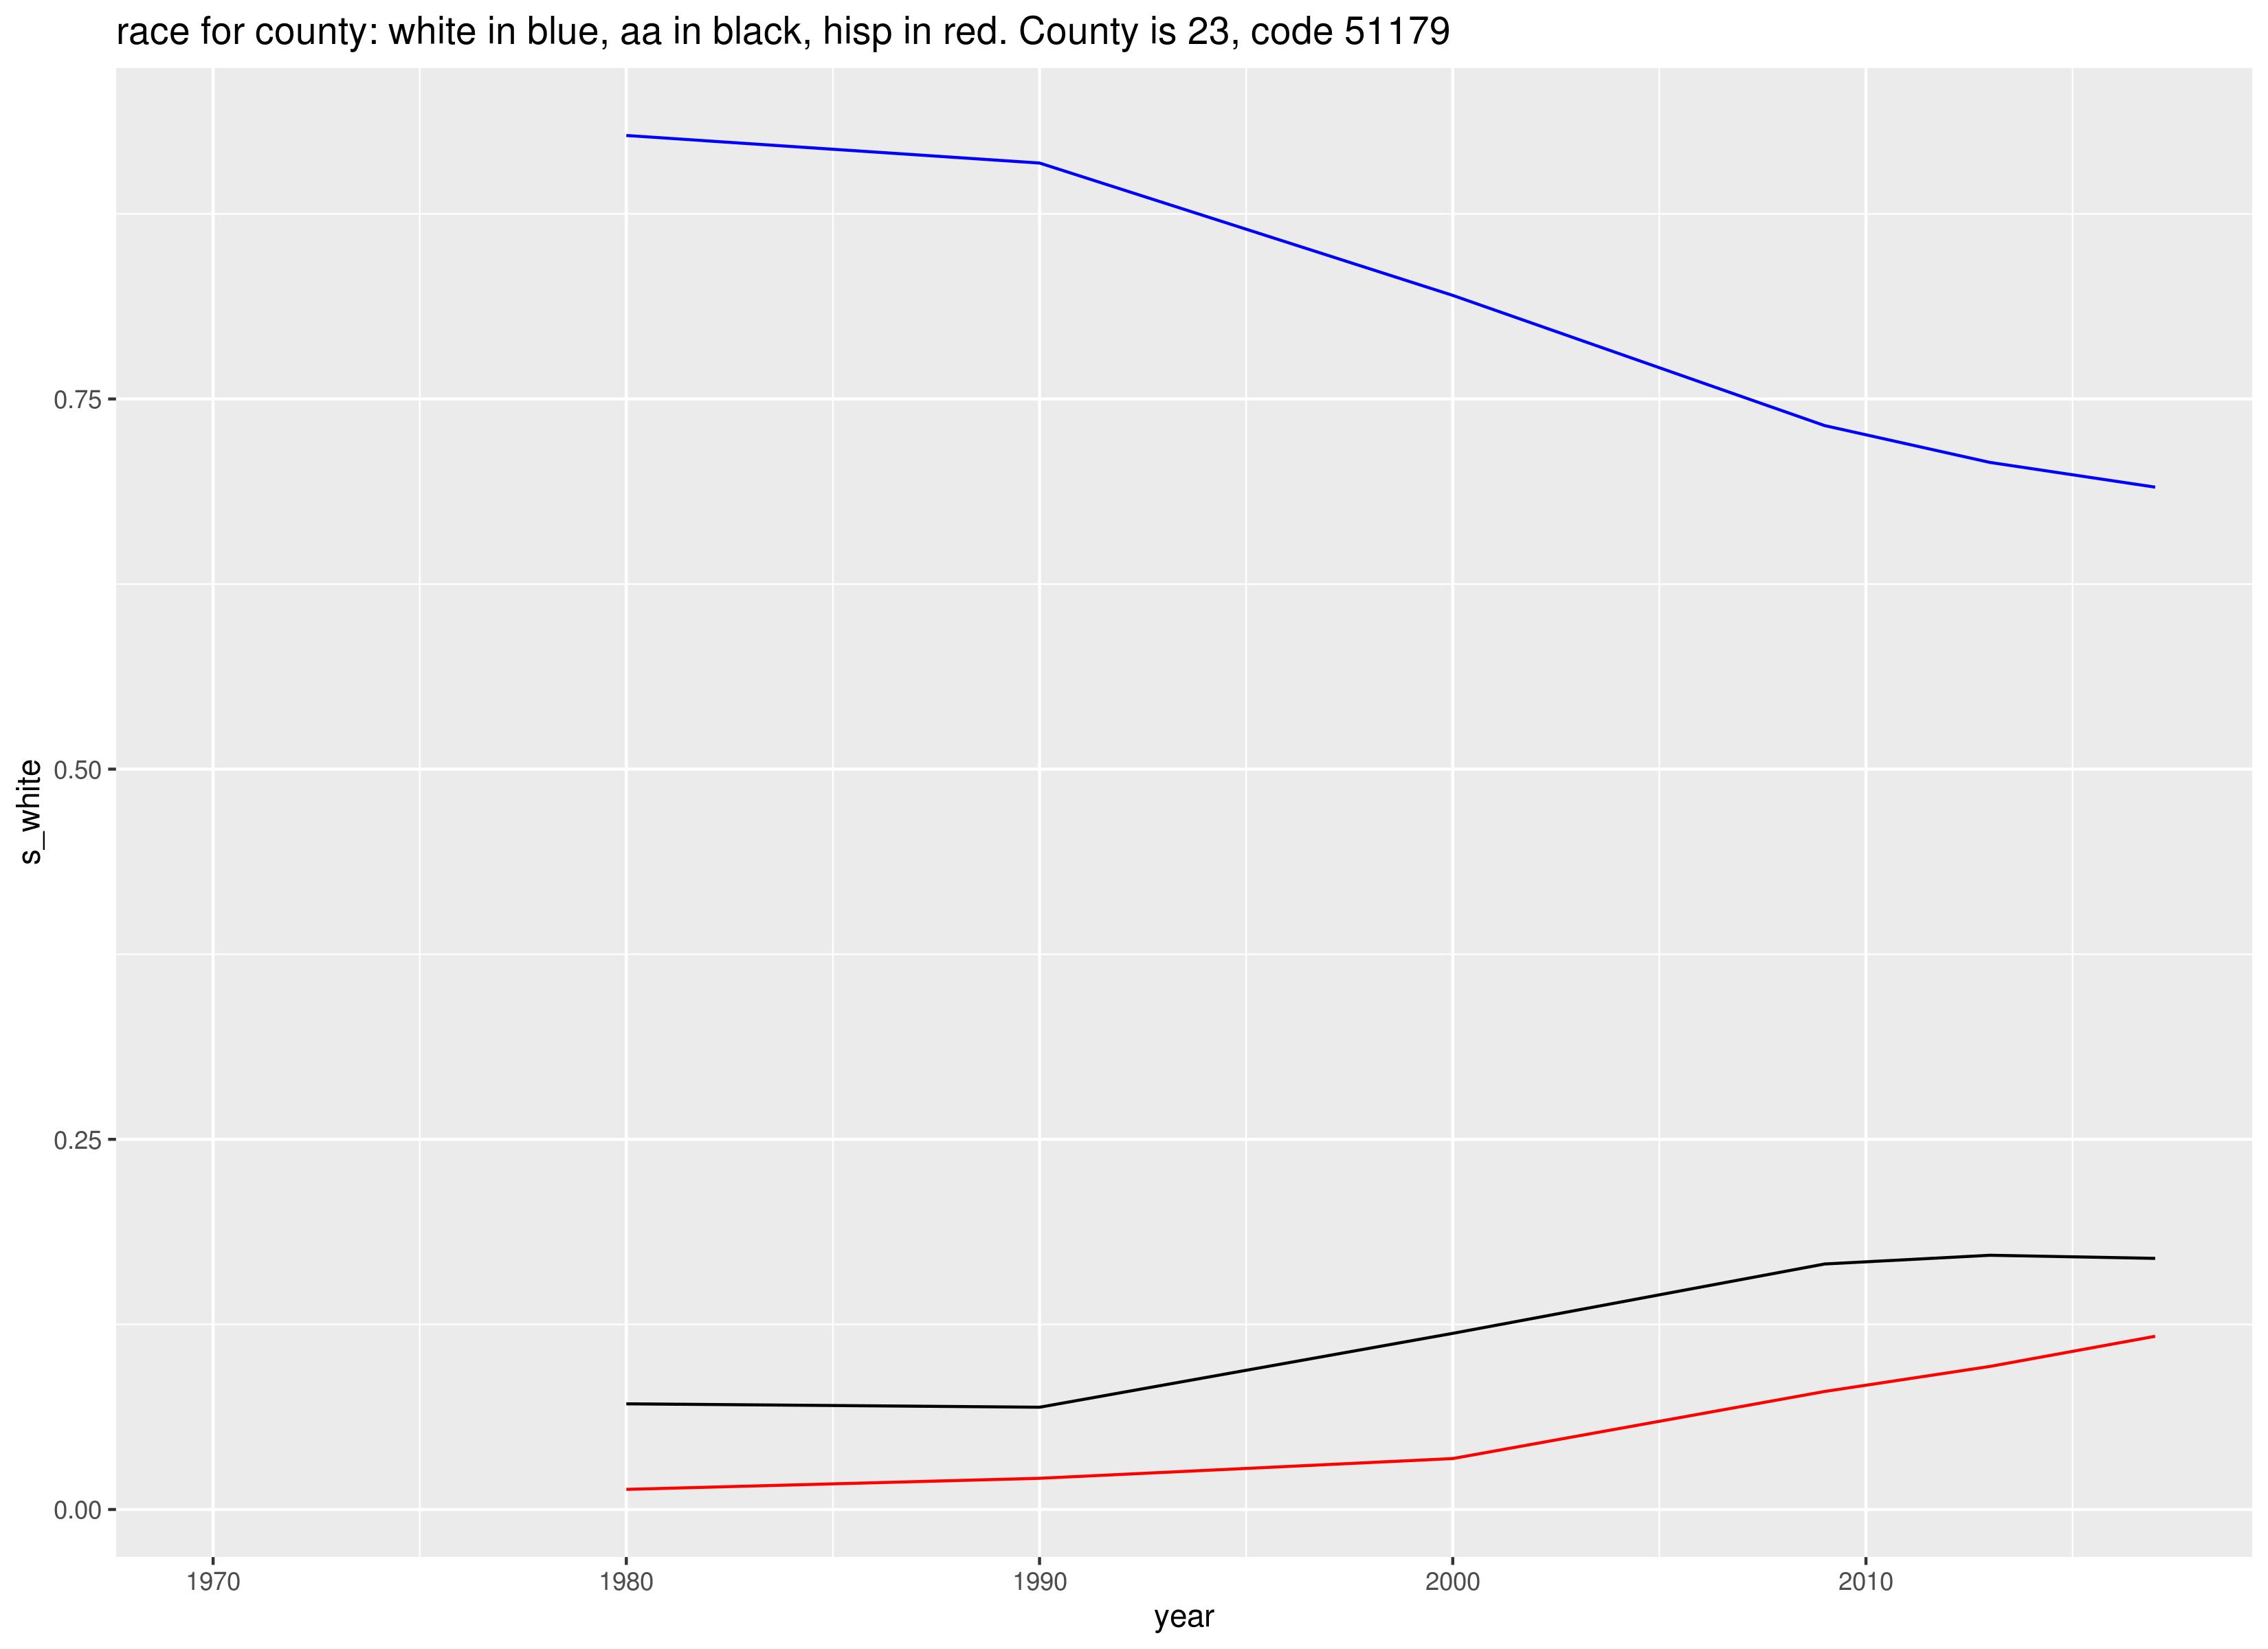 race for county: white in blue, aa in black, hisp in red. County is 23, code 51179
0.75
0.50
0.25
0.00
s_white
1970 1980 1990 2000 2010
year